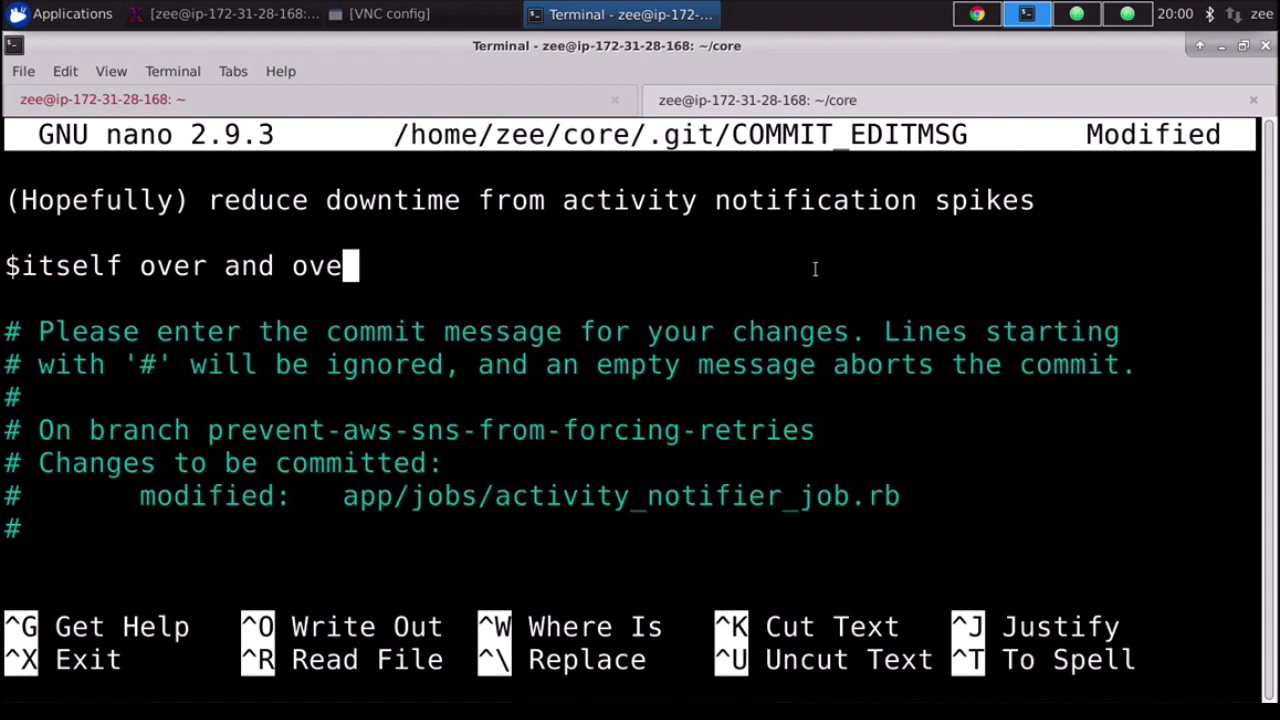 Applications [zee@ip-172-31-28-168:... [VNC config] Terminal - zee@ip-172-... 20:00 zee
Terminal - zee@ip-172-31-28-168: ~/core
File Edit View Terminal Tabs Help
zee@ip-172-31-28-168: ~ zee@ip-172-31-28-168: ~/core
GNU nano 2.9.3 /home/zee/core/.git/COMMIT_EDITMSG Modified
(Hopefully) reduce downtime from activity notification spikes
$itself over and ove
# Please enter the commit message for your changes. Lines starting
# with '#' will be ignored, and an empty message aborts the commit.
#
# On branch prevent-aws-sns-from-forcing-retries
# Changes to be committed:
# modified: app/jobs/activity_notifier_job.rb
#
^G Get Help ^O Write Out ^W Where Is ^K Cut Text ^J Justify
^X Exit ^R Read File ^\ Replace ^U Uncut Text ^T To Spell